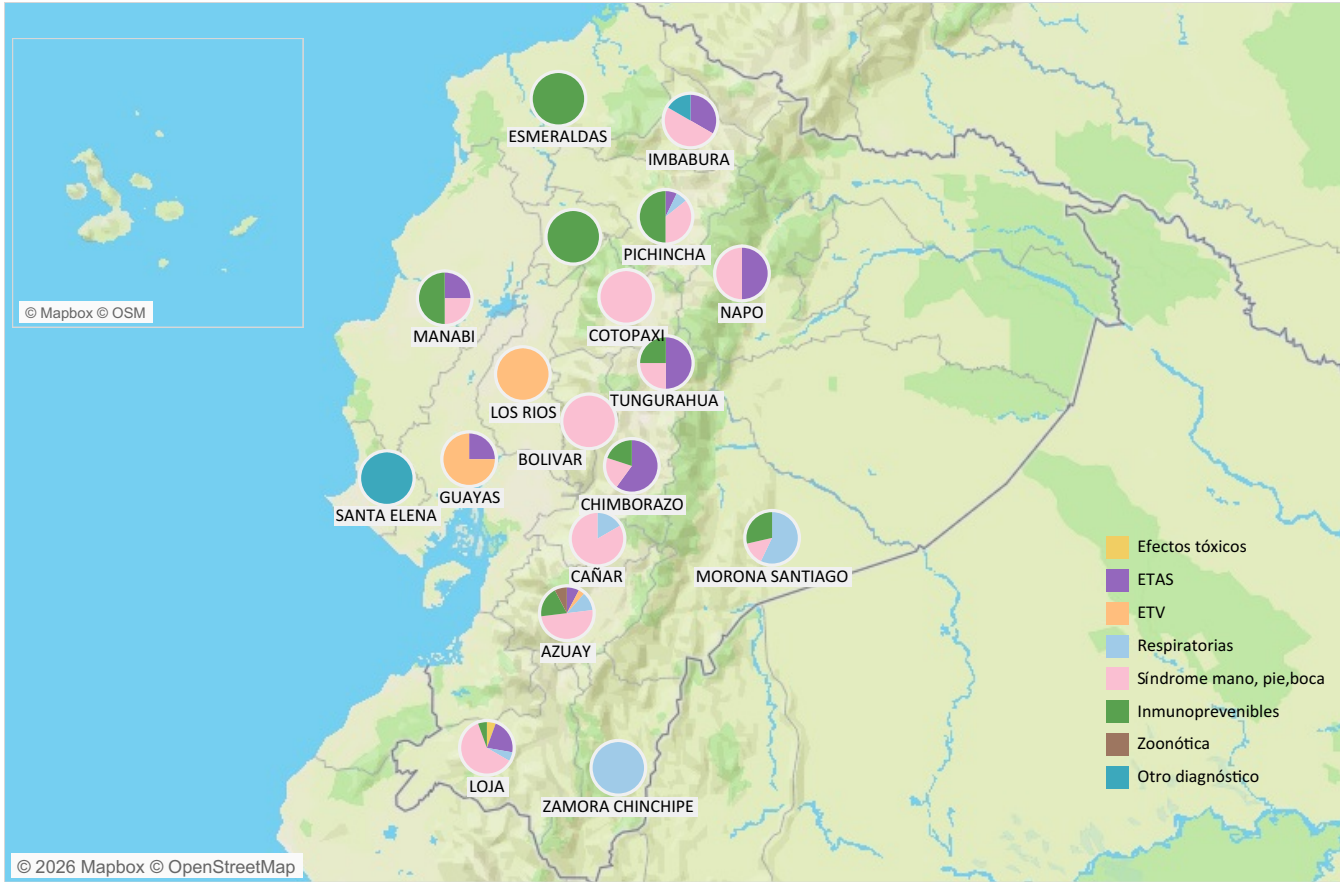 ESMERALDAS
IMBABURA
PICHINCHA
NAPO
© Mapbox © OSM
MANABI
COTOPAXI
LOS RIOS
TUNGURAHUA
BOLIVAR
GUAYAS
CHIMBORAZO
SANTA ELENA
CAÑAR
MORONA SANTIAGO
AZUAY
LOJA
ZAMORA CHINCHIPE
Efectos tóxicos
ETAS
ETV
Respiratorias
Síndrome mano, pie,boca
Inmunoprevenibles
Zoonótica
Otro diagnóstico
© 2026 Mapbox © OpenStreetMap